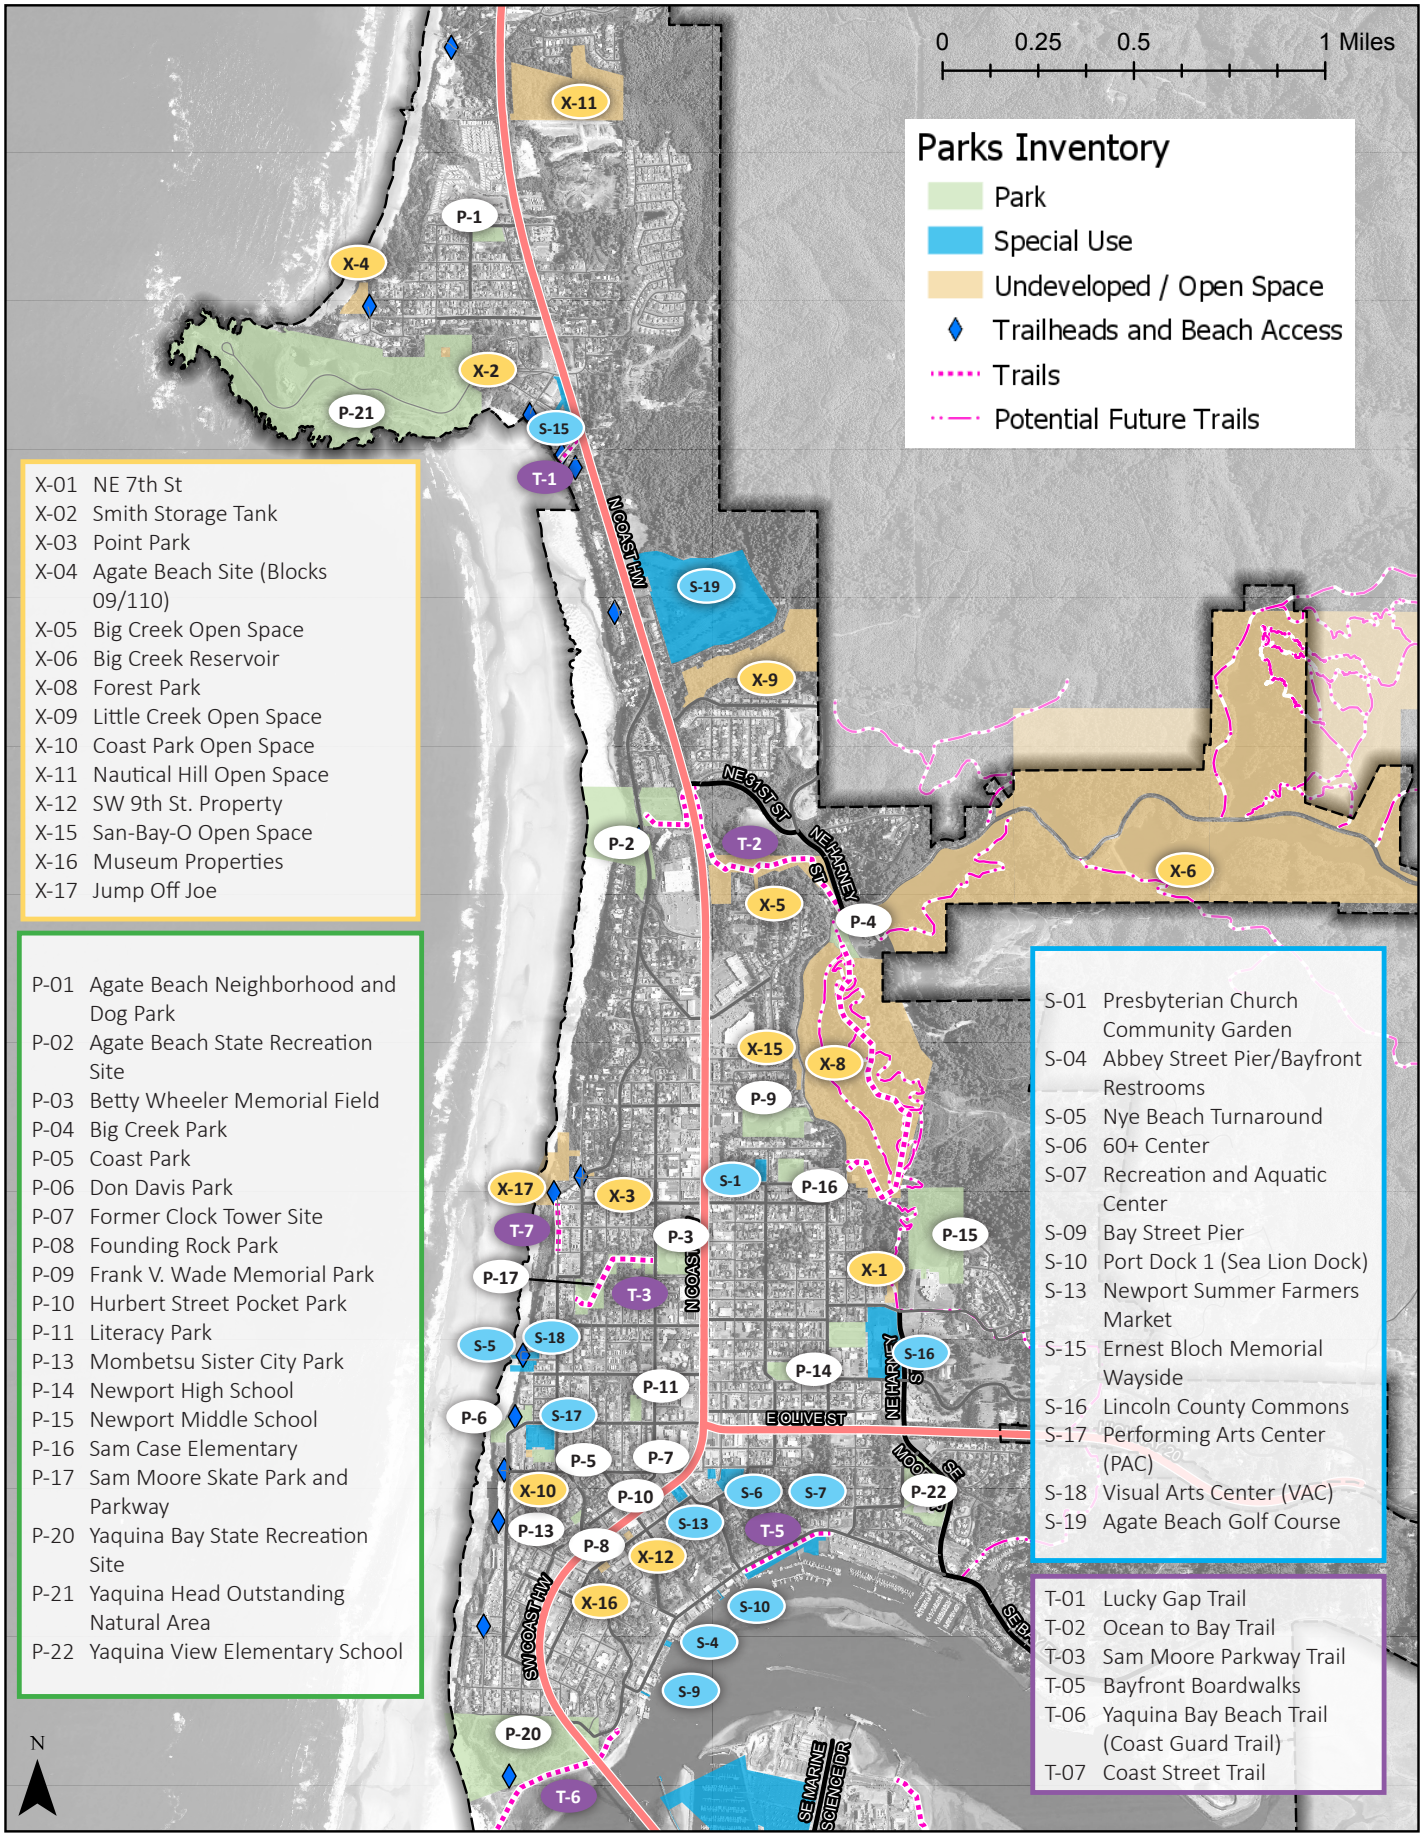 0 0.25 0.5 1 Miles
Parks Inventory
Park
Special Use
Undeveloped / Open Space
Trailheads and Beach Access
Trails
Potential Future Trails
X-11
P-1
X-4
X-2
P-21
S-15
T-1
N COAST HW
S-19
X-9
NE 31ST ST
NE HARNEY
ST
T-2
P-2
X-5
X-6
P-4
X-15
X-8
P-9
S-1
P-16
X-17
X-3
T-7
P-3
P-15
N COAST
P-17
X-1
T-3
S-5
S-18
S-16
NE HARNEY
ST
P-14
P-11
P-6
S-17
E OLIVE ST
P-5
P-7
SE
MOO
X-10
P-10
S-6
S-7
P-22
P-13
S-13
T-5
P-8
X-12
X-16
SW COAST HW
S-10
SE BAY
S-4
S-9
P-20
T-6
SE MARINE
SCIENCE DR
N
X-01 NE 7th St
X-02 Smith Storage Tank
X-03 Point Park
X-04 Agate Beach Site (Blocks
09/110)
X-05 Big Creek Open Space
X-06 Big Creek Reservoir
X-08 Forest Park
X-09 Little Creek Open Space
X-10 Coast Park Open Space
X-11 Nautical Hill Open Space
X-12 SW 9th St. Property
X-15 San-Bay-O Open Space
X-16 Museum Properties
X-17 Jump Off Joe
P-01 Agate Beach Neighborhood and
Dog Park
P-02 Agate Beach State Recreation
Site
P-03 Betty Wheeler Memorial Field
P-04 Big Creek Park
P-05 Coast Park
P-06 Don Davis Park
P-07 Former Clock Tower Site
P-08 Founding Rock Park
P-09 Frank V. Wade Memorial Park
P-10 Hurbert Street Pocket Park
P-11 Literacy Park
P-13 Mombetsu Sister City Park
P-14 Newport High School
P-15 Newport Middle School
P-16 Sam Case Elementary
P-17 Sam Moore Skate Park and
Parkway
P-20 Yaquina Bay State Recreation
Site
P-21 Yaquina Head Outstanding
Natural Area
P-22 Yaquina View Elementary School
S-01 Presbyterian Church
Community Garden
S-04 Abbey Street Pier/Bayfront
Restrooms
S-05 Nye Beach Turnaround
S-06 60+ Center
S-07 Recreation and Aquatic
Center
S-09 Bay Street Pier
S-10 Port Dock 1 (Sea Lion Dock)
S-13 Newport Summer Farmers
Market
S-15 Ernest Bloch Memorial
Wayside
S-16 Lincoln County Commons
S-17 Performing Arts Center
(PAC)
S-18 Visual Arts Center (VAC)
S-19 Agate Beach Golf Course
T-01 Lucky Gap Trail
T-02 Ocean to Bay Trail
T-03 Sam Moore Parkway Trail
T-05 Bayfront Boardwalks
T-06 Yaquina Bay Beach Trail
(Coast Guard Trail)
T-07 Coast Street Trail